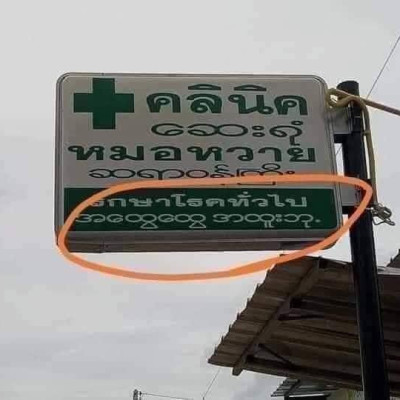 คลินิค
ဆေးရုံ
หมอหวาย
ဆရာဝန်ကြီး
รักษาโรคทั่วไป
အထွေထွေ အထူးကု